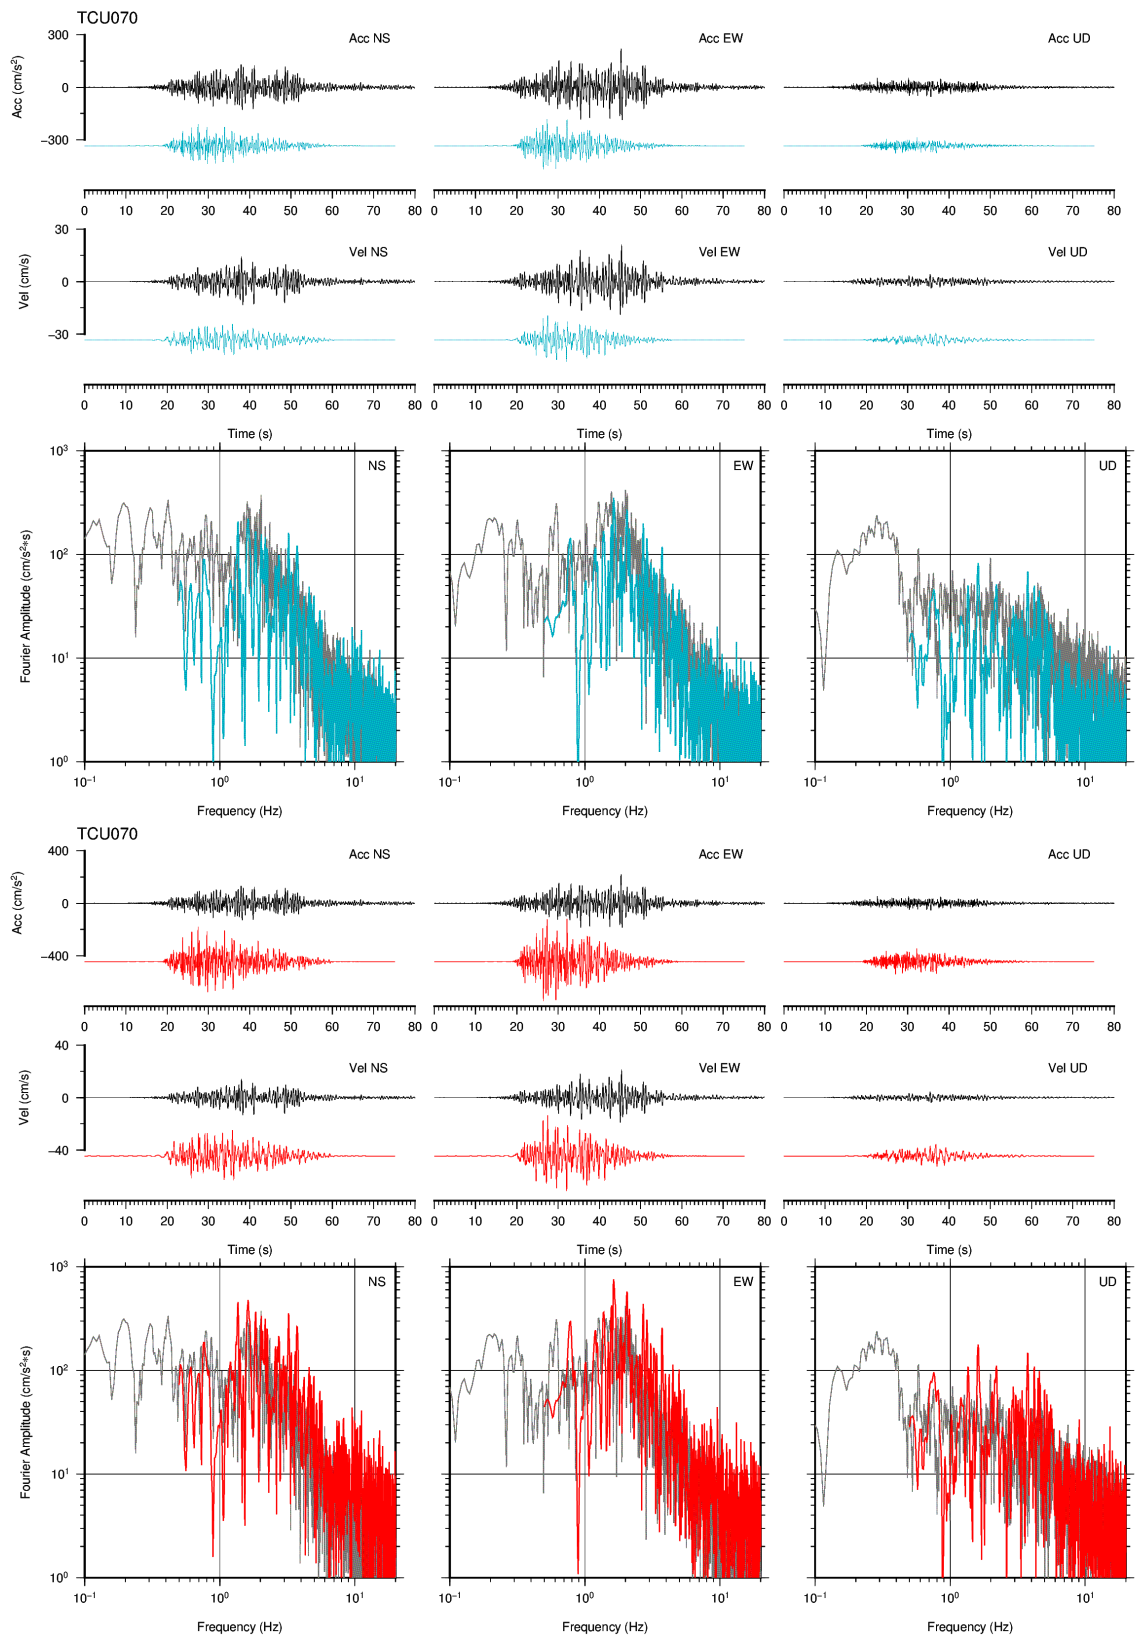 TCU070
Acc (cm/s²)
300
0
−300
Acc NS
Acc EW
Acc UD
0 10 20 30 40 50 60 70 80
0 10 20 30 40 50 60 70 80
0 10 20 30 40 50 60 70 80
Vel (cm/s)
30
0
−30
Vel NS
Vel EW
Vel UD
0 10 20 30 40 50 60 70 80
0 10 20 30 40 50 60 70 80
0 10 20 30 40 50 60 70 80
Time (s)
Time (s)
Time (s)
Fourier Amplitude (cm/s²*s)
10³
10²
10¹
10⁰
NS
EW
UD
10⁻¹ 10⁰ 10¹
10⁻¹ 10⁰ 10¹
10⁻¹ 10⁰ 10¹
Frequency (Hz)
Frequency (Hz)
Frequency (Hz)
TCU070
Acc (cm/s²)
400
0
−400
Acc NS
Acc EW
Acc UD
0 10 20 30 40 50 60 70 80
0 10 20 30 40 50 60 70 80
0 10 20 30 40 50 60 70 80
Vel (cm/s)
40
0
−40
Vel NS
Vel EW
Vel UD
0 10 20 30 40 50 60 70 80
0 10 20 30 40 50 60 70 80
0 10 20 30 40 50 60 70 80
Time (s)
Time (s)
Time (s)
Fourier Amplitude (cm/s²*s)
10³
10²
10¹
10⁰
NS
EW
UD
10⁻¹ 10⁰ 10¹
10⁻¹ 10⁰ 10¹
10⁻¹ 10⁰ 10¹
Frequency (Hz)
Frequency (Hz)
Frequency (Hz)